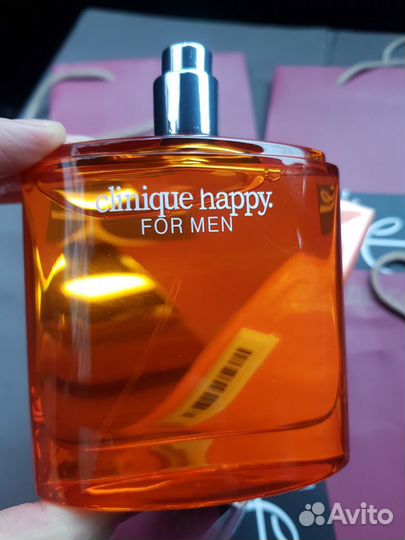 clinique happy.
FOR MEN
Avito